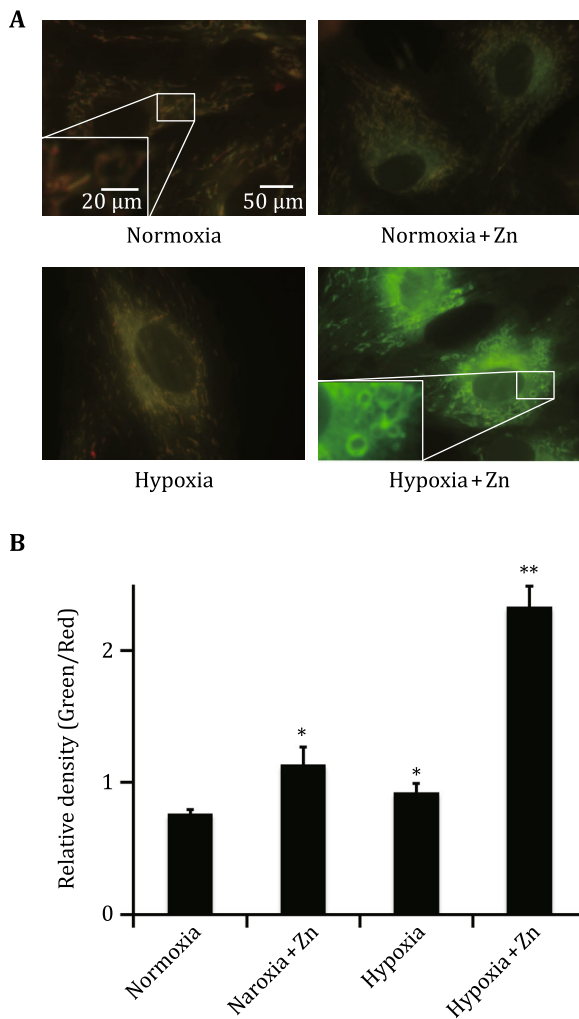 A
20 μm
50 μm
Normoxia
Normoxia + Zn
Hypoxia
Hypoxia + Zn
B
Relative density (Green/Red)
2
1
0
*
*
**
Normoxia
Naroxia + Zn
Hypoxia
Hypoxia + Zn